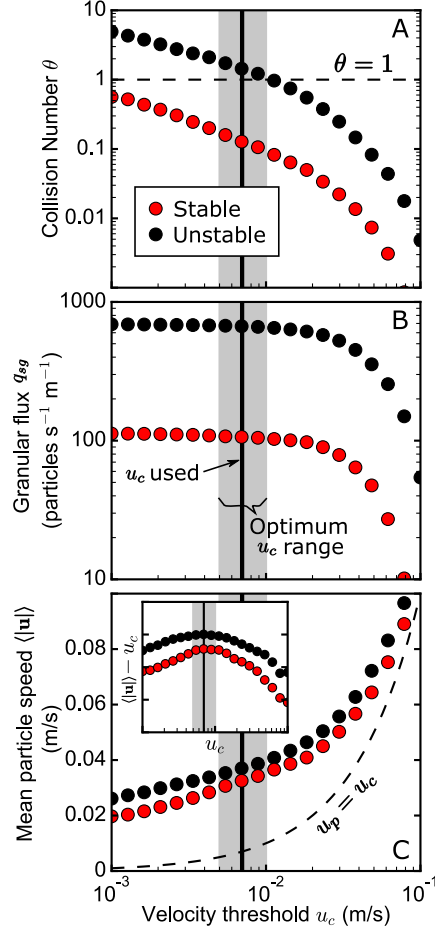 A
Collision Number θ
10
1
0.1
0.01
θ = 1
Stable
Unstable
B
Granular flux q_sg
(particles s⁻¹ m⁻¹)
1000
100
10
u_c used
Optimum
u_c range
C
Mean particle speed ⟨|u|⟩
(m/s)
0.08
0.06
0.04
0.02
0
⟨|u|⟩ − u_c
u_c
u_p = u_c
10⁻³
10⁻²
10⁻¹
Velocity threshold u_c (m/s)